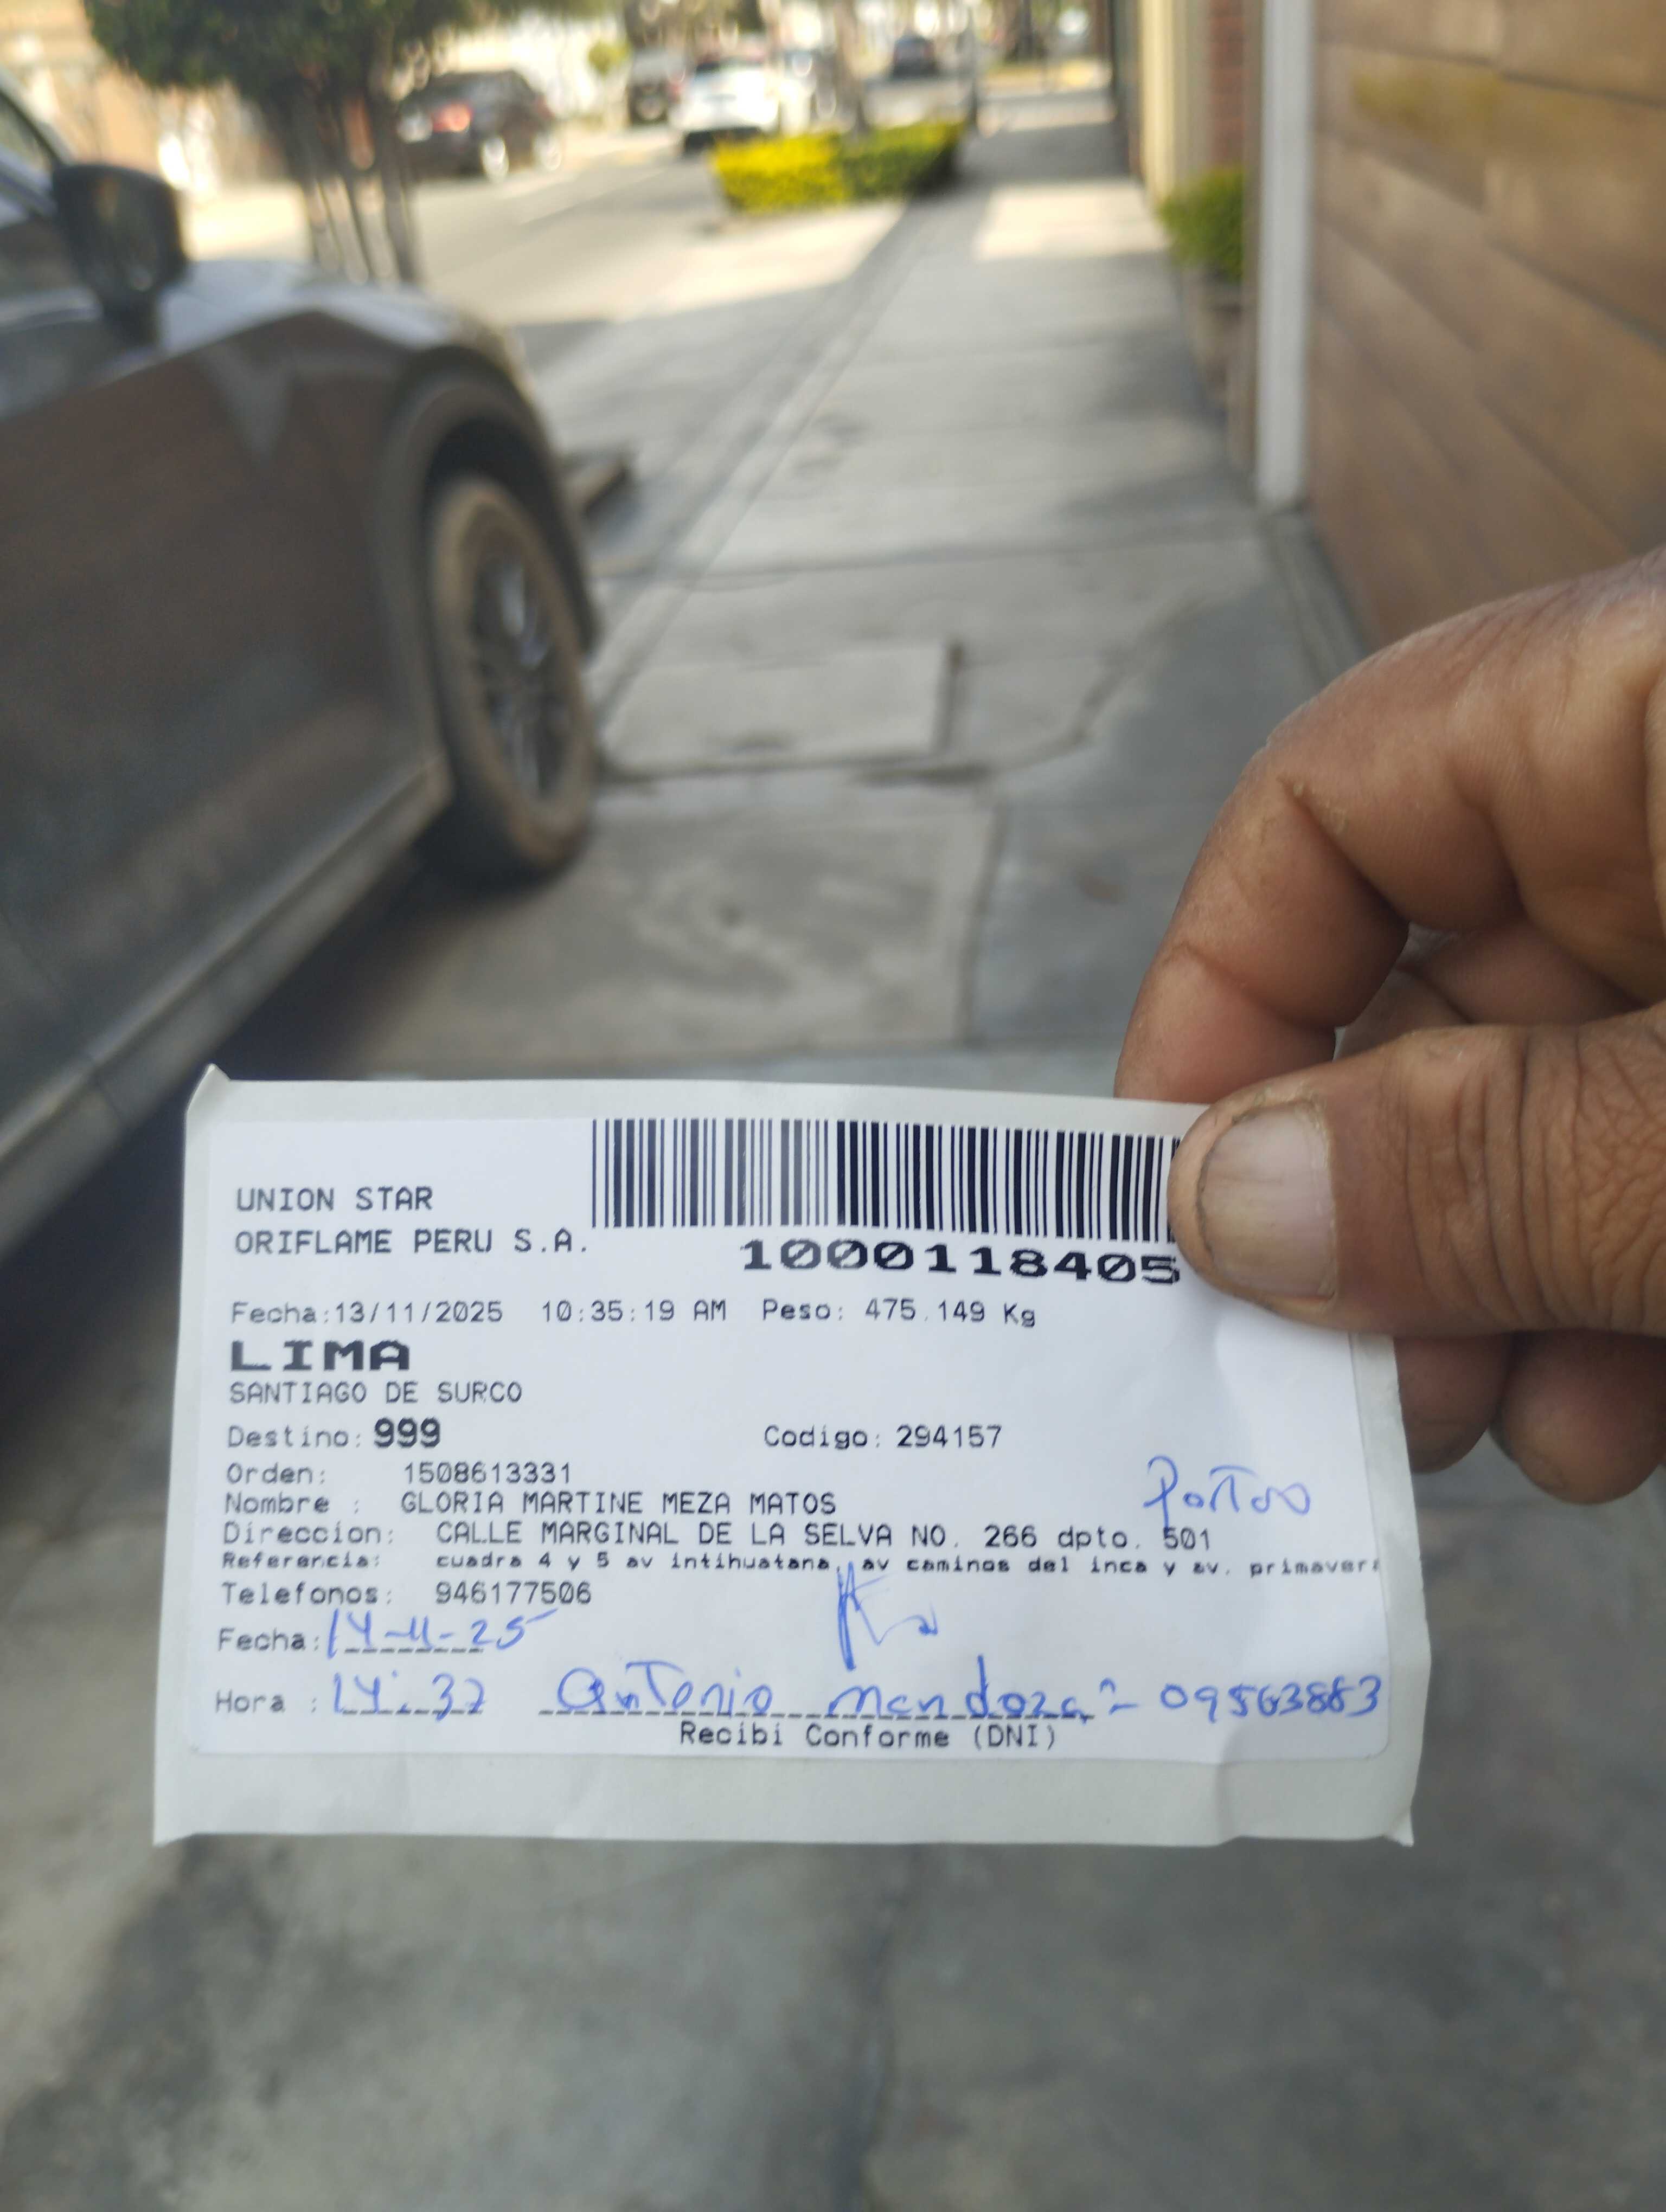 UNION STAR
ORIFLAME PERU S.A.
1000118405
Fecha:13/11/2025 10:35:19 AM Peso: 475.149 Kg
LIMA
SANTIAGO DE SURCO
Destino: 999 Codigo: 294157
Orden: 1508613331
Nombre : GLORIA MARTINE MEZA MATOS
Direccion: CALLE MARGINAL DE LA SELVA NO. 266 dpto. 501
Referencia: cuadra 4 y 5 av intihuatana, av caminos del inca y av. primavera
Telefonos: 946177506
Fecha: 14-11-25
Hora : 14:37 Antonio Mendoza - 09563883
Recibi Conforme (DNI)